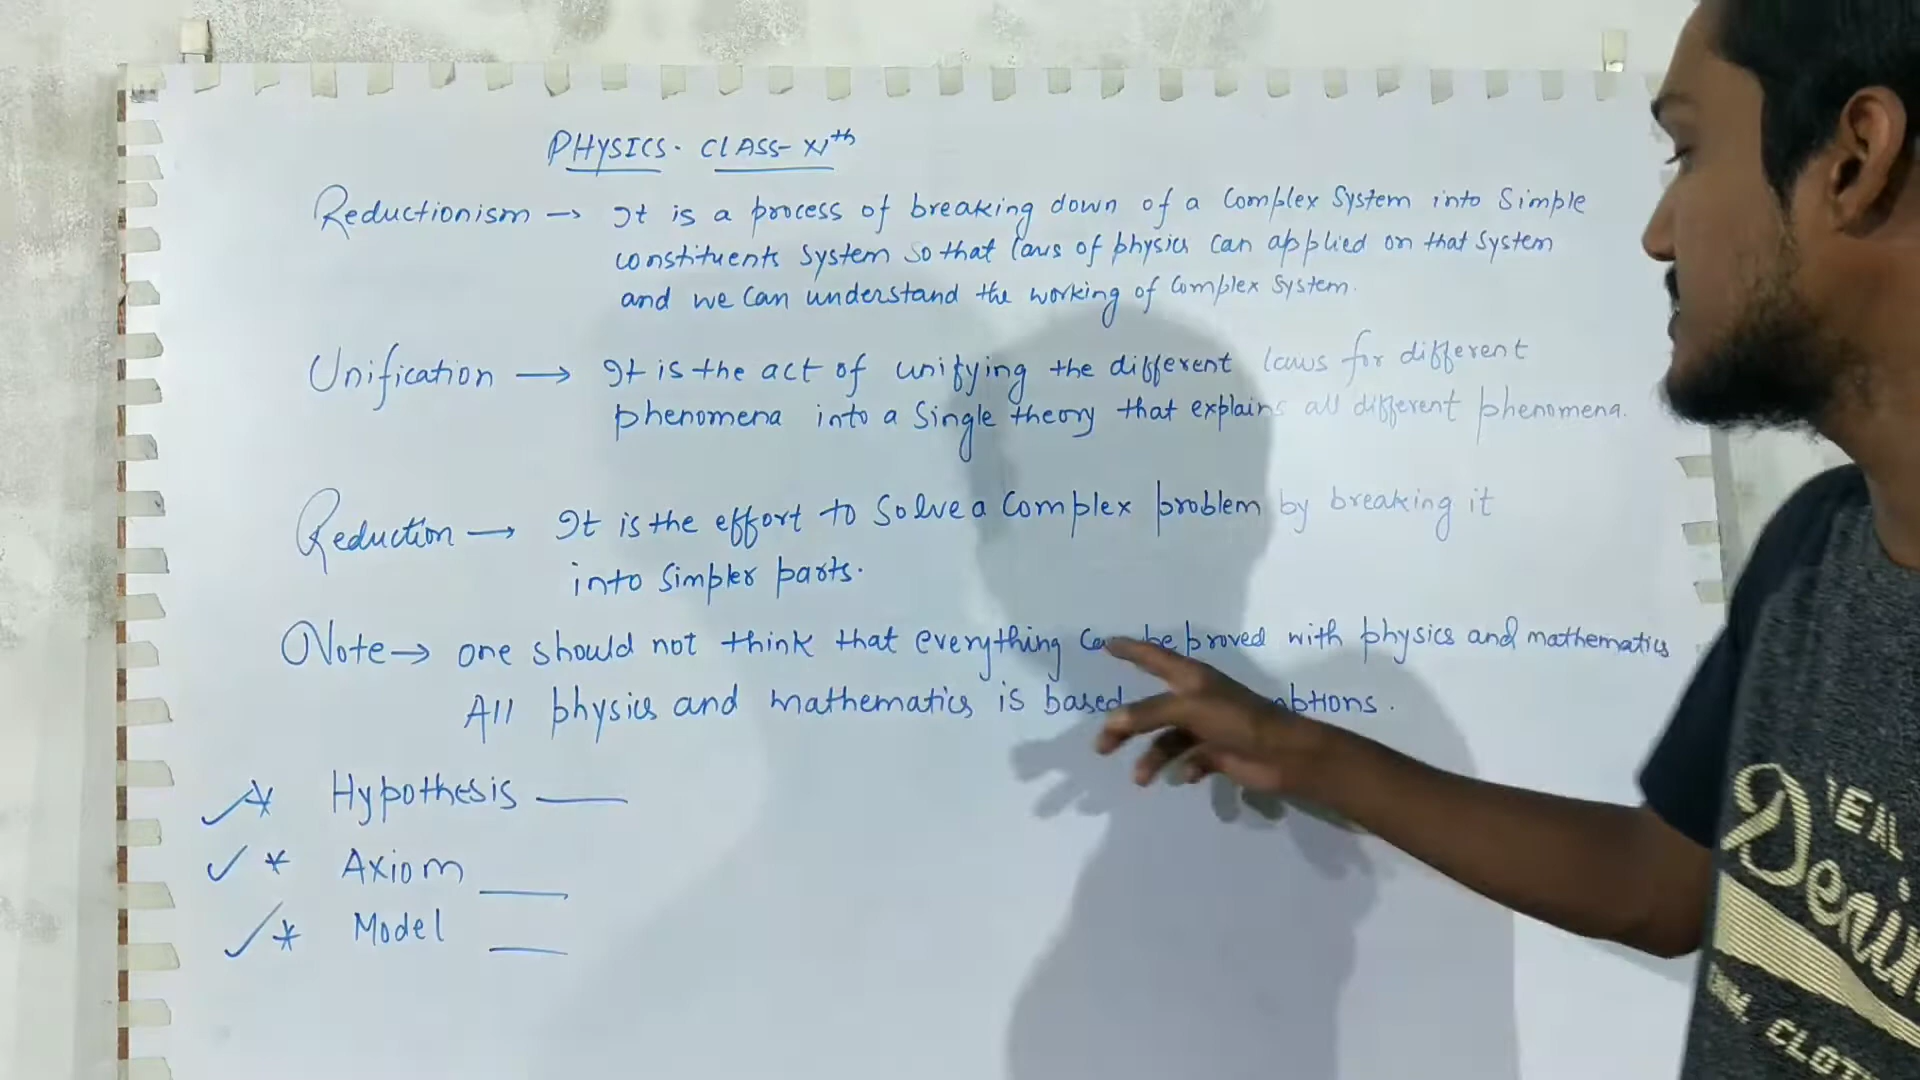 PHYSICS. ClASS-XIth
Reductionism → It is a process of breaking down of a Complex System into Simple
constituents System so that laws of physics can applied on that System
and we can understand the working of Complex System.
Unification → It is the act of unifying the different laws for different
phenomena into a Single theory that explains all different phenomena.
Reduction → It is the effort to Solve a Complex problem by breaking it
into Simpler parts.
Note → one should not think that everything be proved with physics and mathematics
All physics and mathematics is based
* Hypothesis
* Axiom
* Model